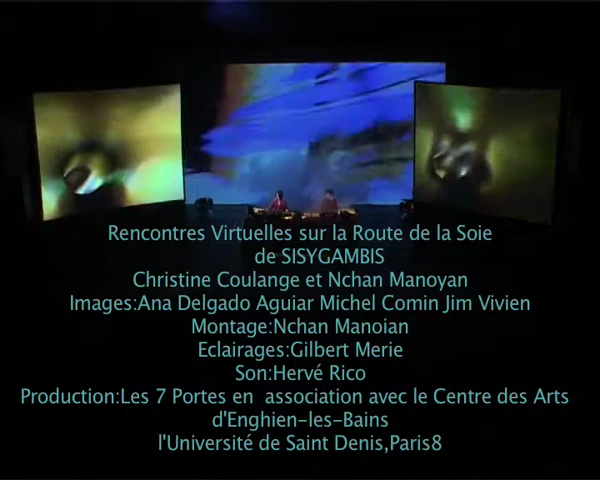 Rencontres Virtuelles sur la Route de la Soie
de SISYGAMBIS
Christine Coulange et Nchan Manoyan
Images:Ana Delgado Aguiar Michel Comin Jim Vivien
Montage:Nchan Manoian
Eclairages:Gilbert Merie
Son:Hervé Rico
Production:Les 7 Portes en association avec le Centre des Arts
d'Enghien-les-Bains
l'Université de Saint Denis,Paris8